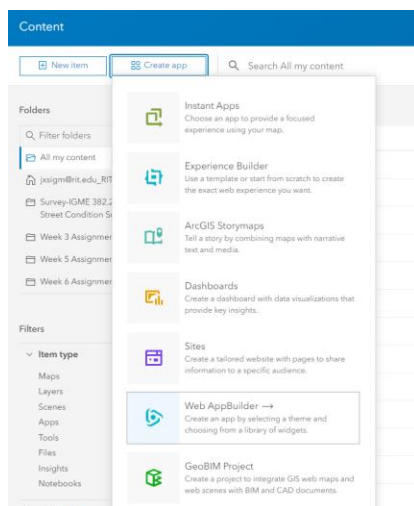 Content
New item
Create app
Search All my content
Folders
Filter folders
All my content
jxsigm@rit.edu_RIT
Survey-IGME 382.2
Street Condition
Week 3 Assignmen
Week 5 Assignmen
Week 6 Assignmen
Filters
Item type
Maps
Layers
Scenes
Apps
Tools
Files
Insights
Notebooks
Instant Apps
Choose an app to provide a focused
experience using your map.
Experience Builder
Use a template or start from scratch to create
the exact web experience you want.
ArcGIS Storymaps
Tell a story by combining maps with narrative
text and media.
Dashboards
Create a dashboard with data visualizations that
provide key insights.
Sites
Create a tailored website with pages to share
information to a specific audience.
Web AppBuilder →
Create an app by selecting a theme and
choosing from a library of widgets.
GeoBIM Project
Create a project to integrate GIS web maps and
web scenes with BIM and CAD documents.